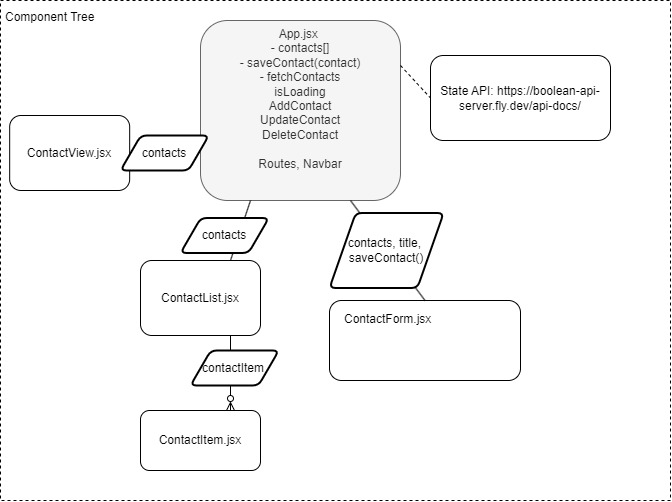 Component Tree
App.jsx
- contacts[]
- saveContact(contact)
- fetchContacts
isLoading
AddContact
UpdateContact
DeleteContact
Routes, Navbar
State API: https://boolean-api-
server.fly.dev/api-docs/
ContactView.jsx
contacts
contacts
contacts, title,
saveContact()
ContactList.jsx
ContactForm.jsx
contactItem
ContactItem.jsx